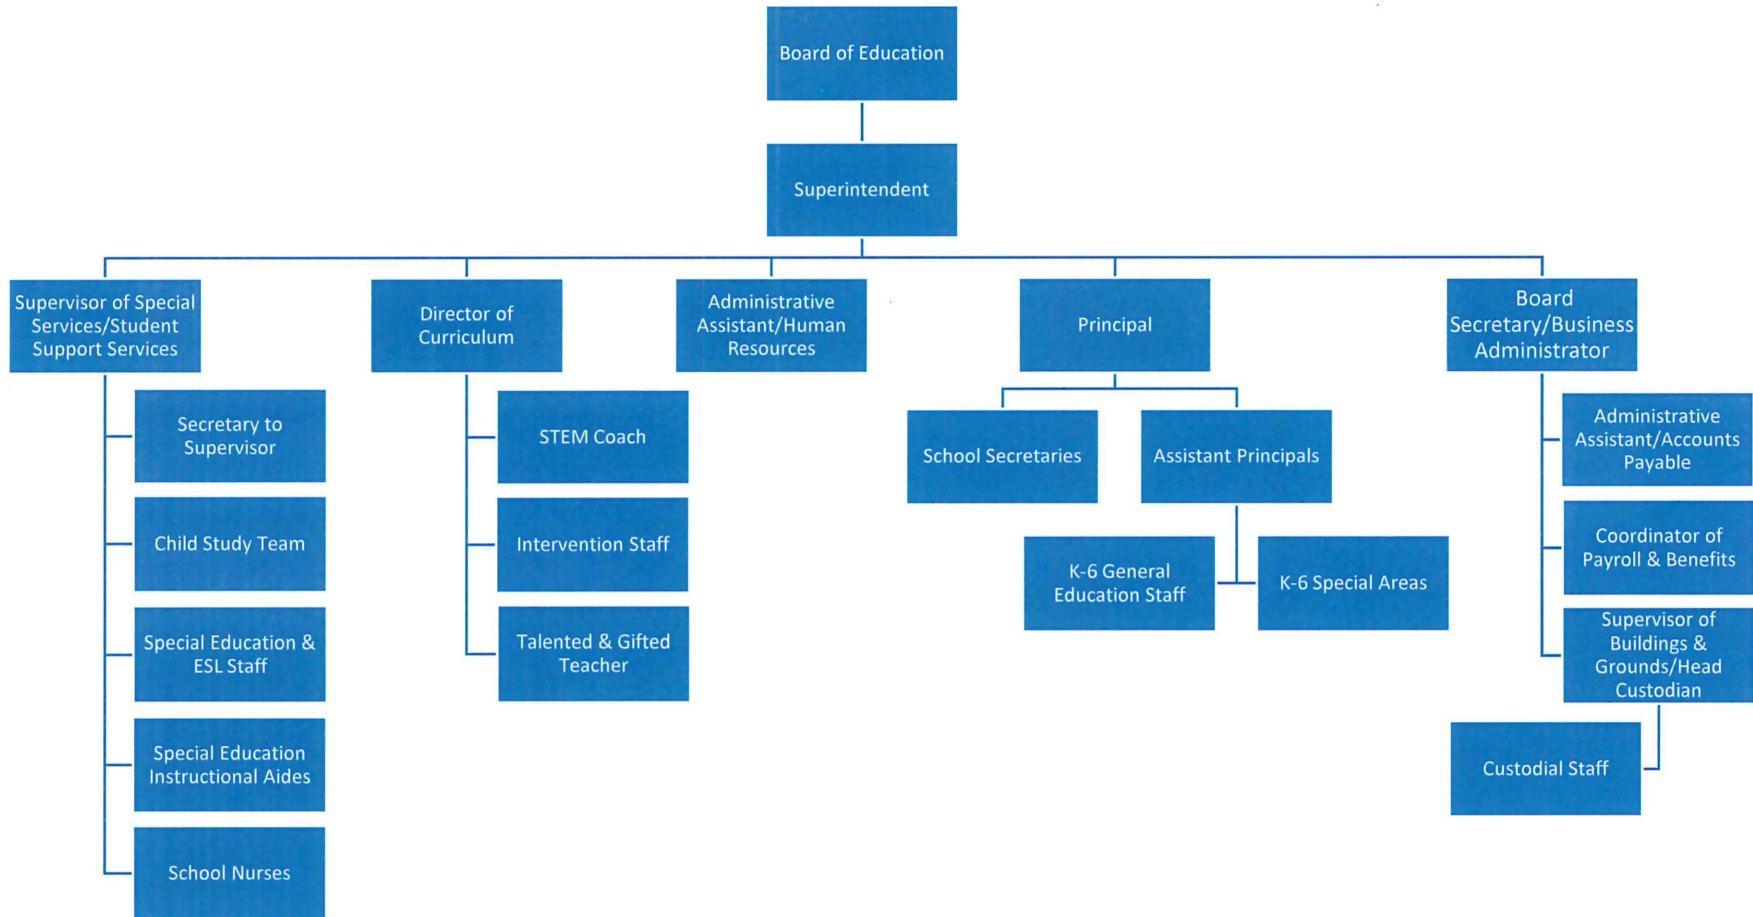 Board of Education
Superintendent
Supervisor of Special
Services/Student
Support Services
Director of
Curriculum
Administrative
Assistant/Human
Resources
Principal
Board
Secretary/Business
Administrator
Secretary to
Supervisor
Child Study Team
Special Education &
ESL Staff
Special Education
Instructional Aides
School Nurses
STEM Coach
Intervention Staff
Talented & Gifted
Teacher
School Secretaries
Assistant Principals
K-6 General
Education Staff
K-6 Special Areas
Administrative
Assistant/Accounts
Payable
Coordinator of
Payroll & Benefits
Supervisor of
Buildings &
Grounds/Head
Custodian
Custodial Staff